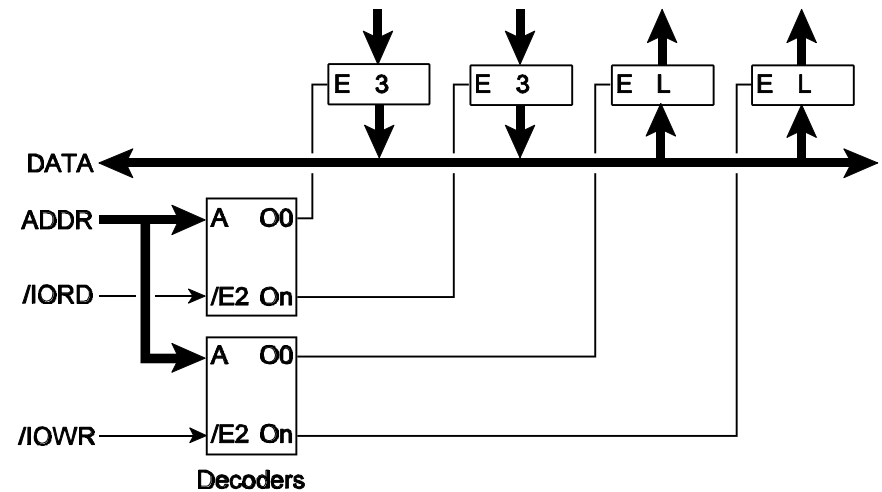 E 3 E 3 E L E L
DATA
ADDR A O0
/IORD /E2 On
A O0
/IOWR /E2 On
Decoders